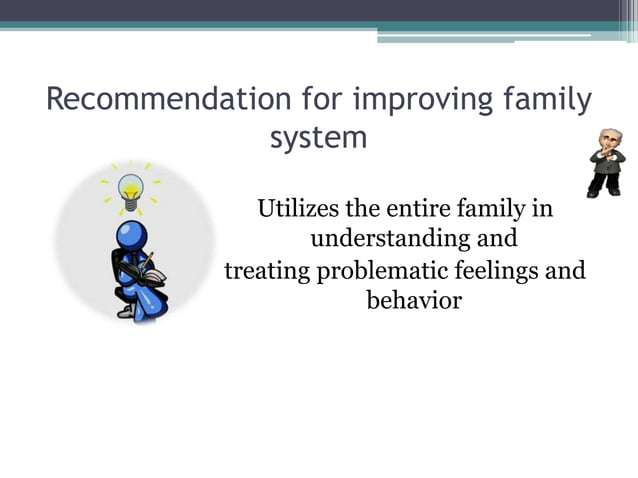 Recommendation for improving family
system
Utilizes the entire family in
understanding and
treating problematic feelings and
behavior